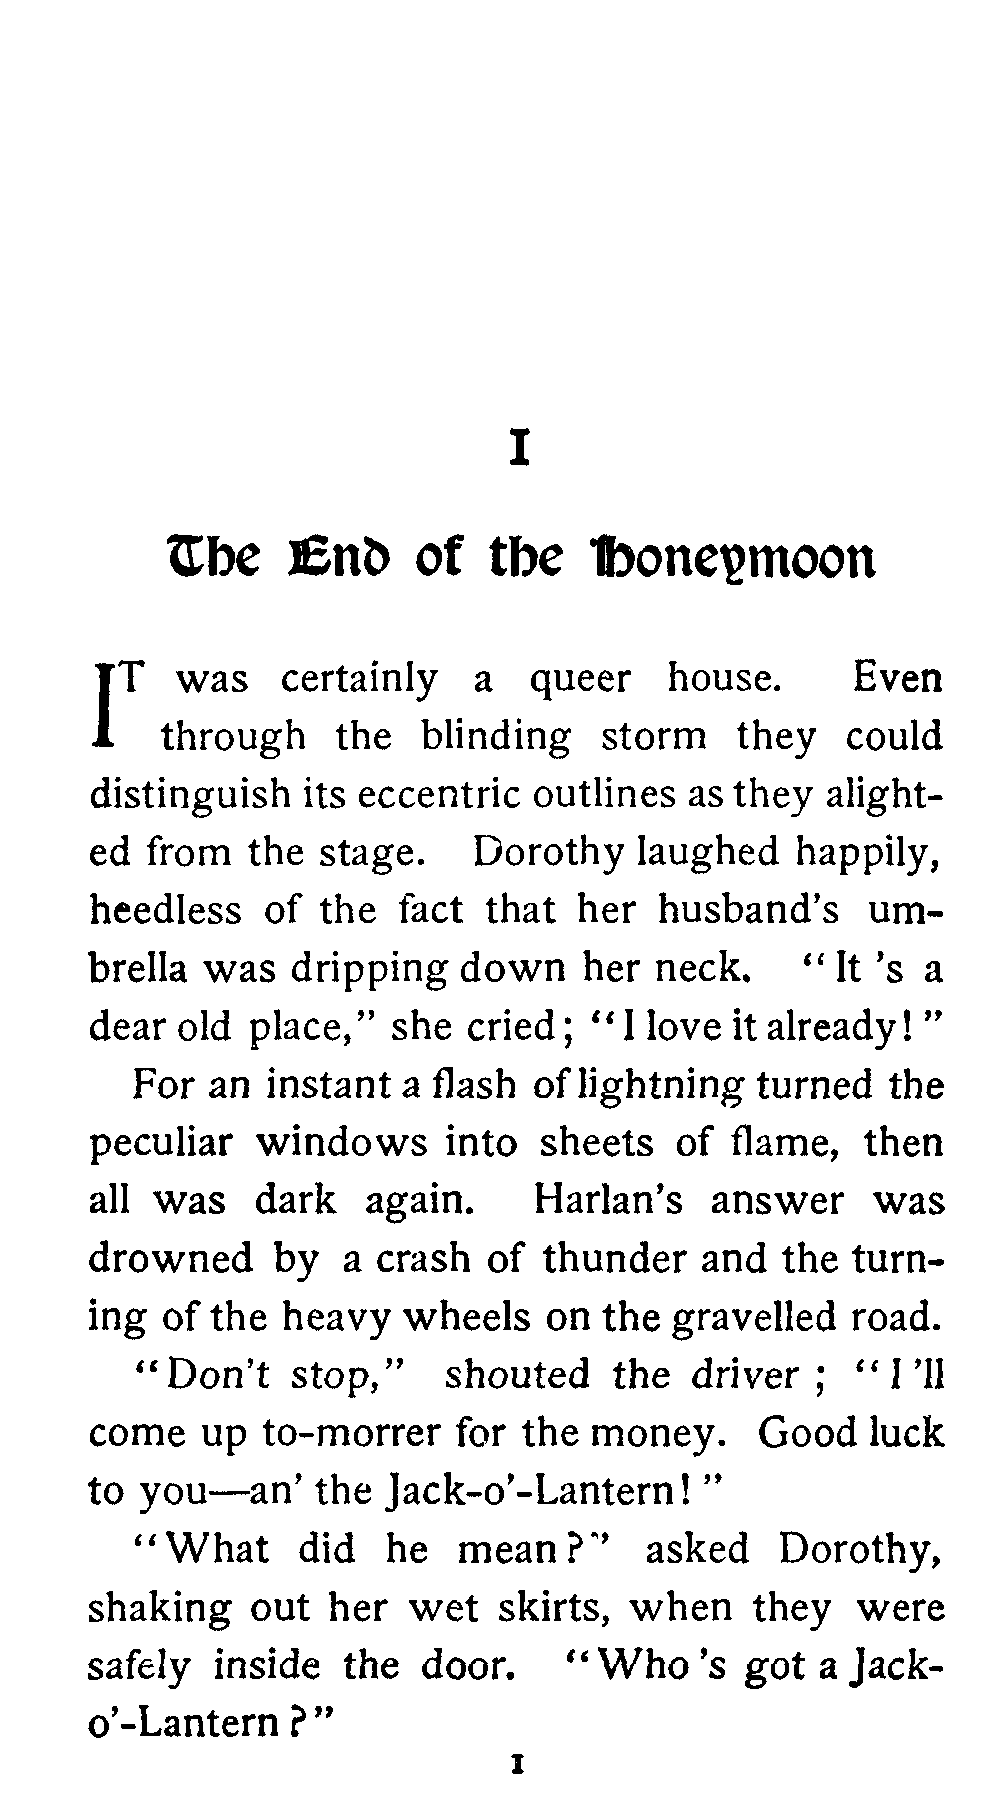 I
The End of the Honeymoon
IT was certainly a queer house. Even
through the blinding storm they could
distinguish its eccentric outlines as they alight-
ed from the stage. Dorothy laughed happily,
heedless of the fact that her husband's um-
brella was dripping down her neck. "It 's a
dear old place," she cried; "I love it already!"
For an instant a flash of lightning turned the
peculiar windows into sheets of flame, then
all was dark again. Harlan's answer was
drowned by a crash of thunder and the turn-
ing of the heavy wheels on the gravelled road.
"Don't stop," shouted the driver; "I 'll
come up to-morrer for the money. Good luck
to you—an' the Jack-o'-Lantern!"
"What did he mean?" asked Dorothy,
shaking out her wet skirts, when they were
safely inside the door. "Who 's got a Jack-
o'-Lantern?"
I